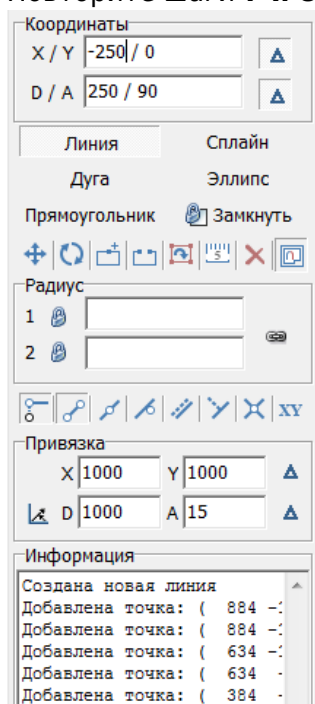 Координаты
X / Y -250 / 0
D / A 250 / 90
Линия Сплайн
Дуга Эллипс
Прямоугольник Замкнуть
5
Радиус
1
2
XY
Привязка
X 1000 Y 1000
D 1000 A 15
Информация
Создана новая линия
Добавлена точка: ( 884 -
Добавлена точка: ( 884 -
Добавлена точка: ( 634 -
Добавлена точка: ( 634 -
Добавлена точка: ( 384 -